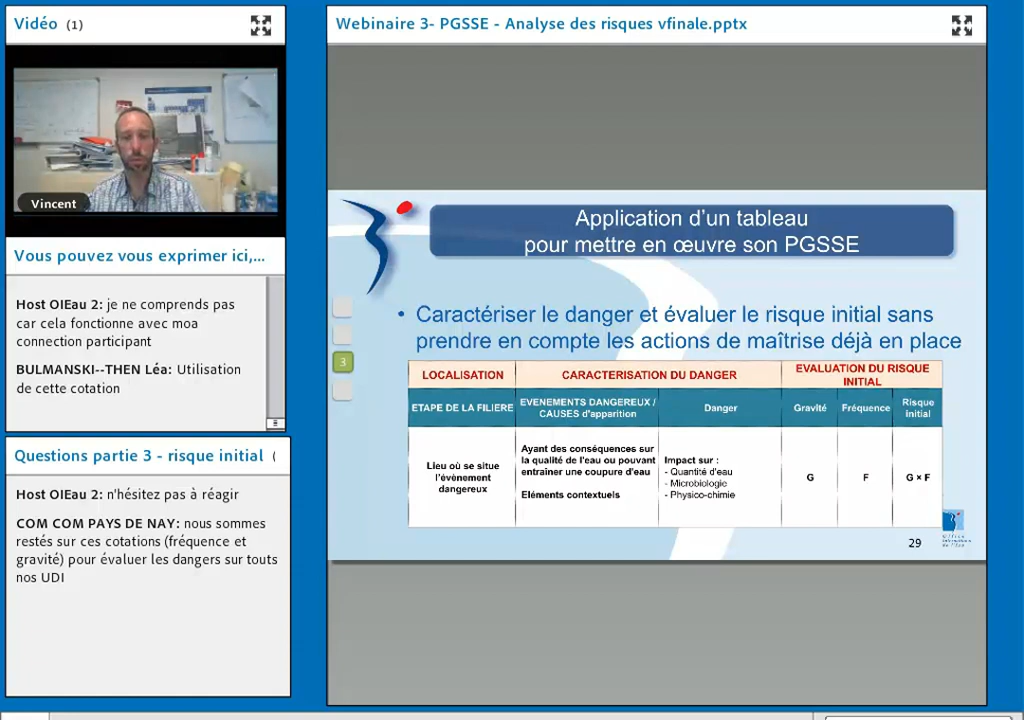 Vidéo (1)
Vincent
Vous pouvez vous exprimer ici,...
Host OIEau 2: je ne comprends pas
car cela fonctionne avec moa
connection participant
BULMANSKI--THEN Léa: Utilisation
de cette cotation
Questions partie 3 - risque initial (
Host OIEau 2: n'hésitez pas à réagir
COM COM PAYS DE NAY: nous sommes
restés sur ces cotations (fréquence et
gravité) pour évaluer les dangers sur touts
nos UDI
Webinaire 3- PGSSE - Analyse des risques vfinale.pptx
Application d'un tableau
pour mettre en œuvre son PGSSE
3
• Caractériser le danger et évaluer le risque initial sans
prendre en compte les actions de maîtrise déjà en place
LOCALISATION
CARACTERISATION DU DANGER
EVALUATION DU RISQUE
INITIAL
ETAPE DE LA FILIERE
EVENEMENTS DANGEREUX /
CAUSES d'apparition
Danger
Gravité
Fréquence
Risque
initial
Lieu où se situe
l'évènement
dangereux
Ayant des conséquences sur
la qualité de l'eau ou pouvant
entraîner une coupure d'eau
Eléments contextuels
Impact sur :
- Quantité d'eau
- Microbiologie
- Physico-chimie
G
F
G × F
29
Office
International
de l'Eau